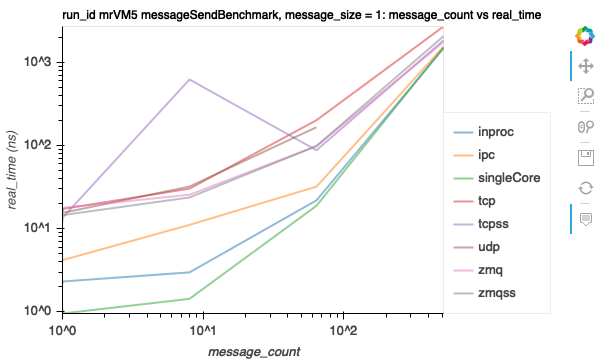 run_id mrVM5 messageSendBenchmark, message_size = 1: message_count vs real_time
real_time (ns)
10^3
10^2
10^1
10^0
10^0
10^1
10^2
message_count
inproc
ipc
singleCore
tcp
tcpss
udp
zmq
zmqss